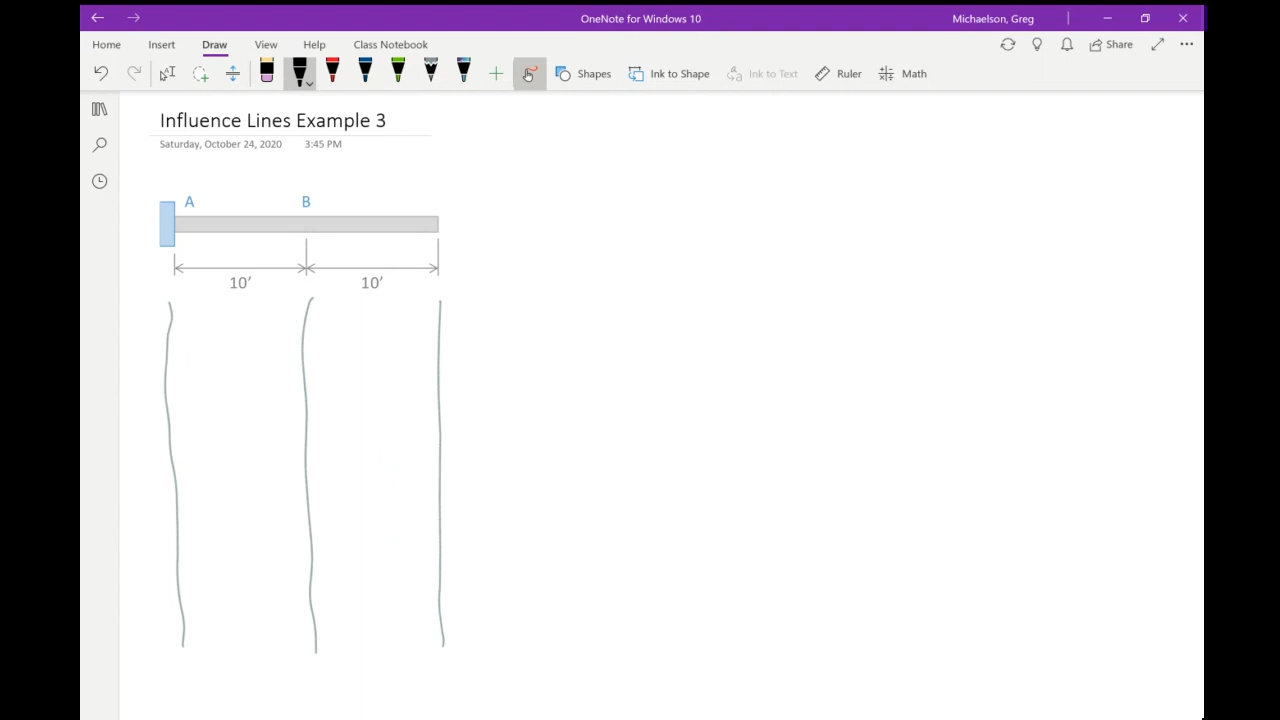 OneNote for Windows 10
Michaelson, Greg
Home Insert Draw View Help Class Notebook
Share
Shapes Ink to Shape Ink to Text Ruler Math
Influence Lines Example 3
Saturday, October 24, 2020 3:45 PM
A B
10' 10'